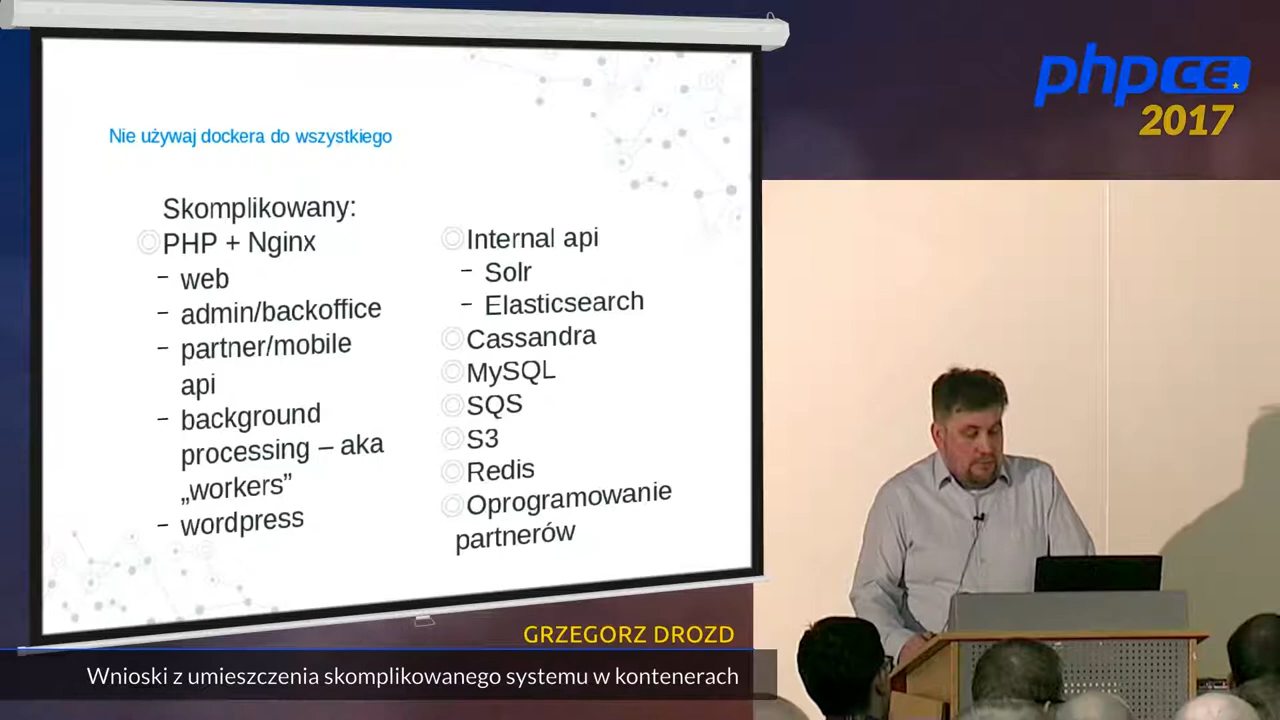 Nie używaj dockera do wszystkiego
Skomplikowany:
PHP + Nginx
– web
– admin/backoffice
– partner/mobile
api
– background
processing – aka
„workers”
– wordpress
Internal api
– Solr
– Elasticsearch
Cassandra
MySQL
SQS
S3
Redis
Oprogramowanie
partnerów
phpCE
2017
GRZEGORZ DROZD
Wnioski z umieszczenia skomplikowanego systemu w kontenerach